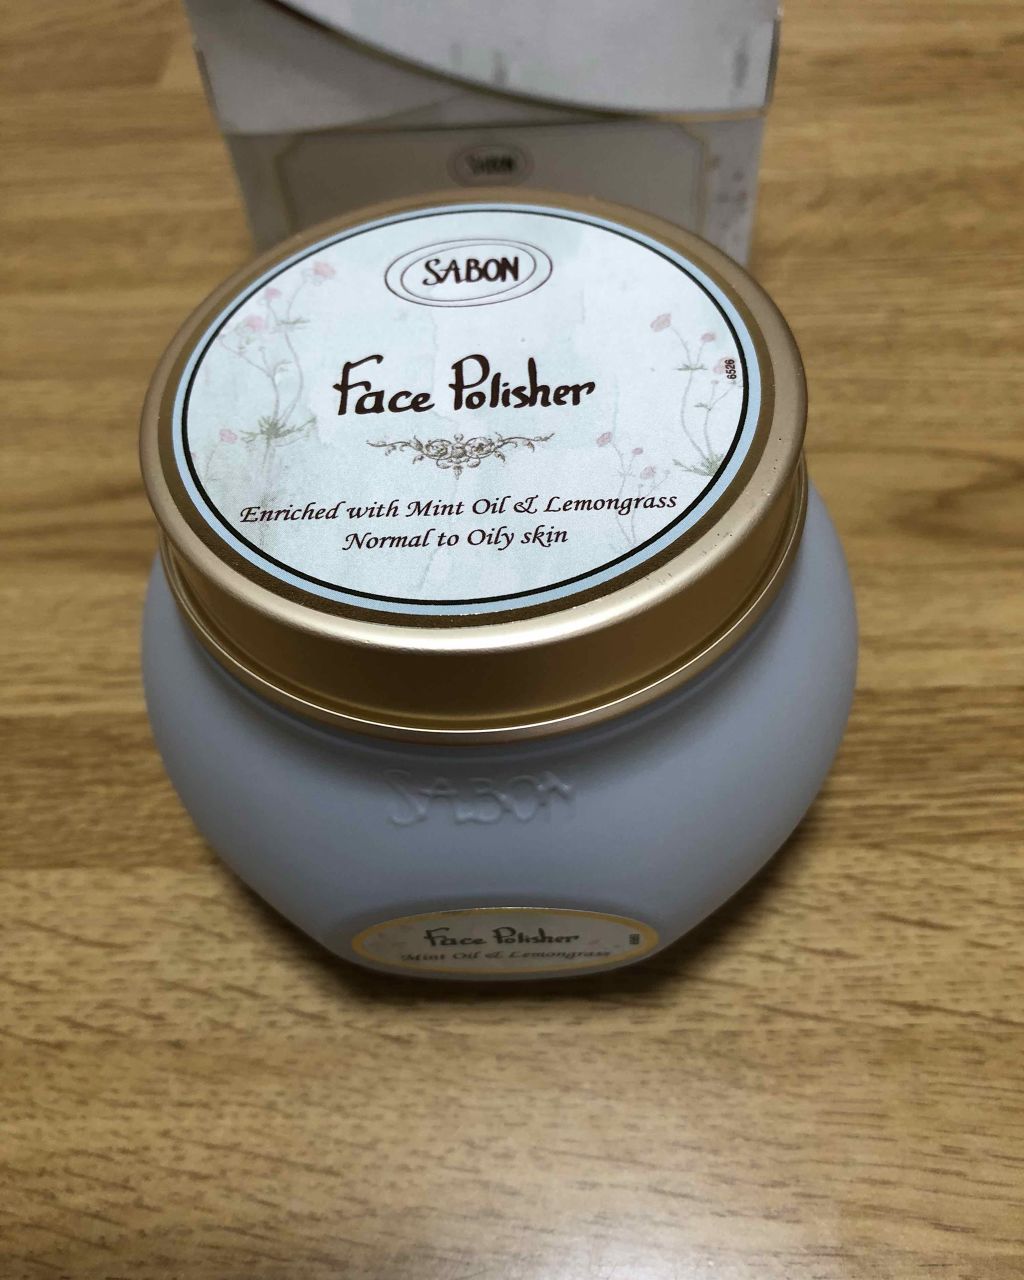 SABON
SABON
Face Polisher
6526
Enriched with Mint Oil & Lemongrass
Normal to Oily skin
SABON
Face Polisher
Mint Oil & Lemongrass